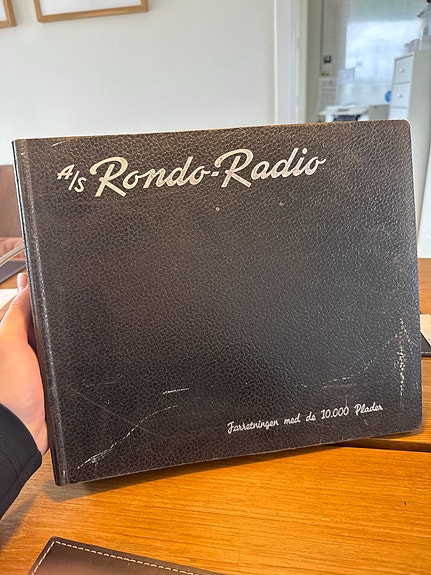 A/S Rondo-Radio
Forretningen med de 10.000 Plader